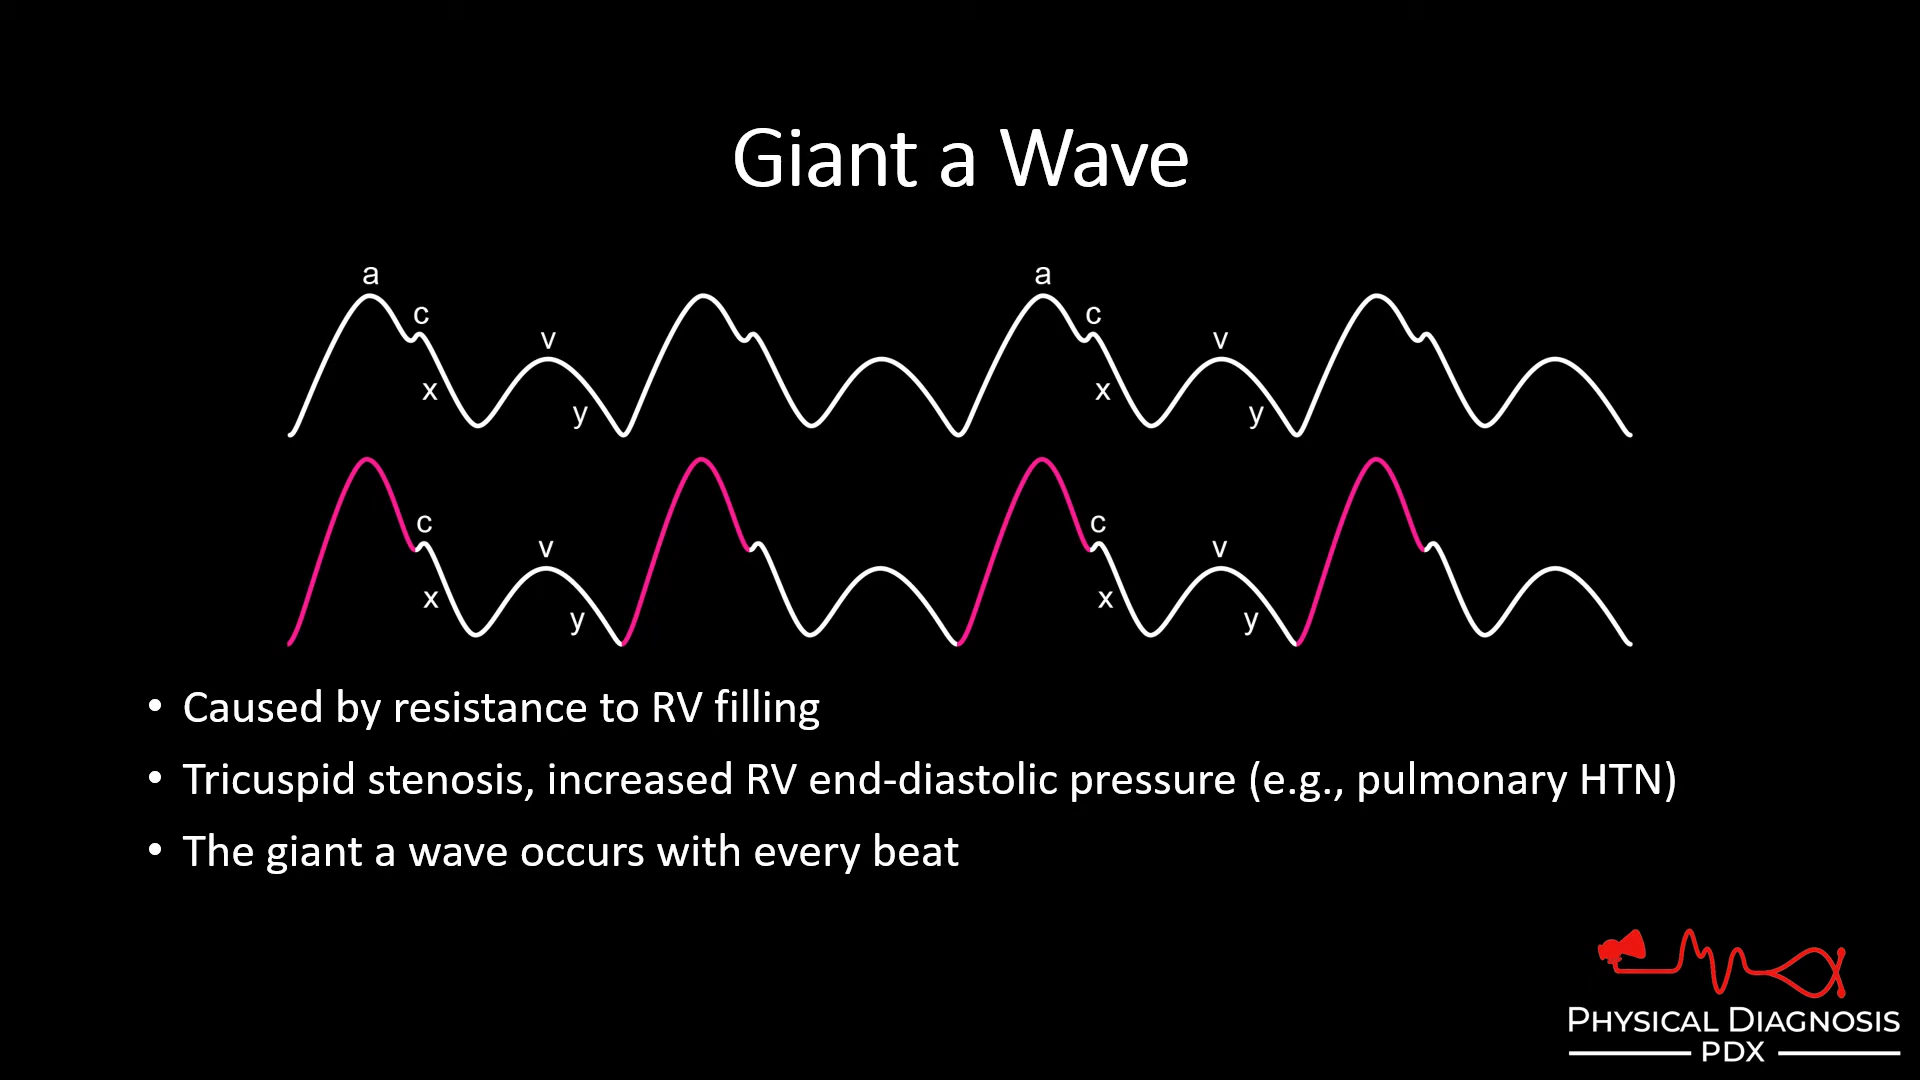 Giant a Wave
a
a
c
c
v
v
x
x
y
y
c
c
v
v
x
x
y
y
• Caused by resistance to RV filling
• Tricuspid stenosis, increased RV end-diastolic pressure (e.g., pulmonary HTN)
• The giant a wave occurs with every beat
PHYSICAL DIAGNOSIS
PDX